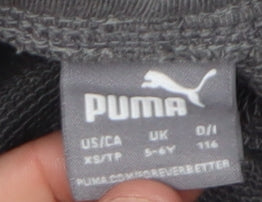 PUMA
US/CA UK D/I
XS/TP 5-6Y 116
PUMA.COM/FOREVERBETTER